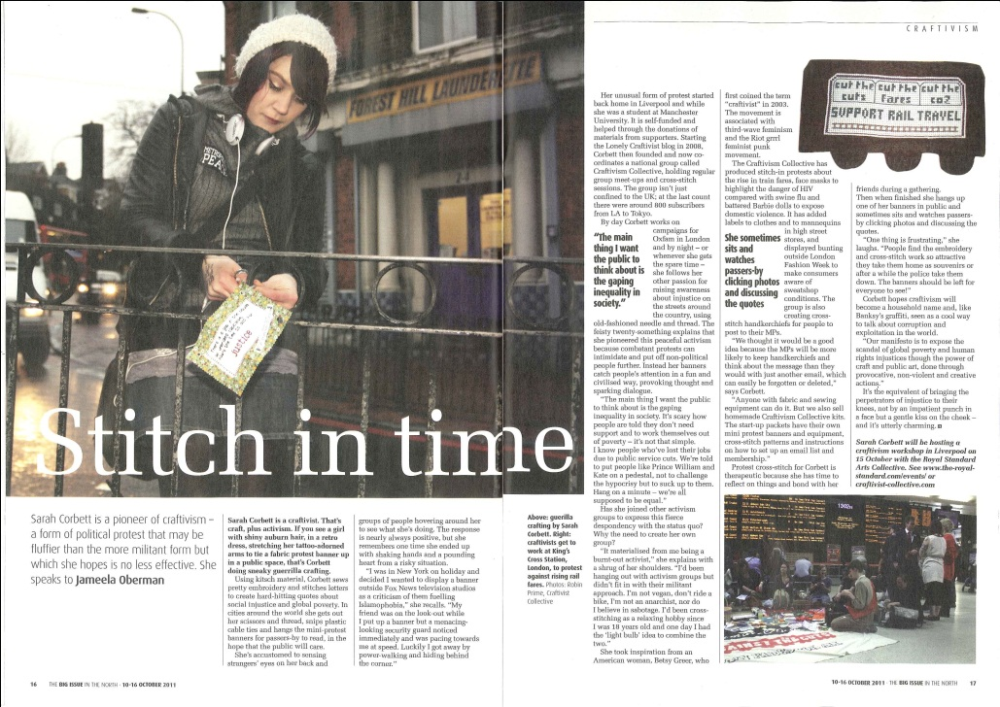 CRAFTIVISM
FOREST HILL LAUNDERETTE
METROPOLITAN
PEA
JUSTICE
Stitch in time
Sarah Corbett is a pioneer of craftivism –
a form of political protest that may be
fluffier than the more militant form but
which she hopes is no less effective. She
speaks to Jameela Oberman
Sarah Corbett is a craftivist. That's
craft, plus activism. If you see a girl
with shiny auburn hair, in a retro
dress, stretching her tattoo-adorned
arms to tie a fabric protest banner up
in a public space, that's Corbett
doing sneaky guerrilla crafting.
Using kitsch material, Corbett sews
pretty embroidery and stitches letters
to create hard-hitting quotes about
social injustice and global poverty. In
cities around the world she gets out
her scissors and thread, snips plastic
cable ties and hangs the mini-protest
banners for passers-by to read, in the
hope that the public will care.
She's accustomed to sensing
strangers' eyes on her back and
groups of people hovering around her
to see what she's doing. The response
is nearly always positive, but she
remembers one time she ended up
with shaking hands and a pounding
heart from a risky situation.
"I was in New York on holiday and
decided I wanted to display a banner
outside Fox News television studios
as a criticism of them fuelling
Islamophobia," she recalls. "My
friend was on the look-out while
I put up a banner but a menacing-
looking security guard noticed
immediately and was pacing towards
me at speed. Luckily I got away by
power-walking and hiding behind
the corner."
Above: guerilla
crafting by Sarah
Corbett. Right:
craftivists get to
work at King's
Cross Station,
London, to protest
against rising rail
fares. Photos: Robin
Prime, Craftivist
Collective
Her unusual form of protest started
back home in Liverpool and while
she was a student at Manchester
University. It is self-funded and
helped through the donations of
materials from supporters. Starting
the Lonely Craftivist blog in 2008,
Corbett then founded and now co-
ordinates a national group called
Craftivism Collective, holding regular
group meet-ups and cross-stitch
sessions. The group isn't just
confined to the UK; at the last count
there were around 800 subscribers
from LA to Tokyo.
By day Corbett works on
campaigns for
Oxfam in London
and by night – or
whenever she gets
the spare time –
she follows her
other passion for
raising awareness
about injustice on
the streets around
the country, using
"The main
thing I want
the public to
think about is
the gaping
inequality in
society."
old-fashioned needle and thread. The
feisty twenty-something explains that
she pioneered this peaceful activism
because combatant protests can
intimidate and put off non-political
people further. Instead her banners
catch people's attention in a fun and
civilised way, provoking thought and
sparking dialogue.
"The main thing I want the public
to think about is the gaping
inequality in society. It's scary how
people are told they don't need
support and to work themselves out
of poverty – it's not that simple.
I know people who've lost their jobs
due to public service cuts. We're told
to put people like Prince William and
Kate on a pedestal, not to challenge
the hypocrisy but to suck up to them.
Hang on a minute – we're all
supposed to be equal."
Has she joined other activism
groups to express this fierce
despondency with the status quo?
Why the need to create her own
group?
"It materialised from me being a
burnt-out activist," she explains with
a shrug of her shoulders. "I'd been
hanging out with activism groups but
didn't fit in with their militant
approach. I'm not vegan, don't ride a
bike, I'm not an anarchist, nor do
I believe in sabotage. I'd been cross-
stitching as a relaxing hobby since
I was 18 years old and one day I had
the 'light bulb' idea to combine the
two."
She took inspiration from an
American woman, Betsy Greer, who
first coined the term
"craftivist" in 2003.
The movement is
associated with
third-wave feminism
and the Riot grrrl
feminist punk
movement.
The Craftivism Collective has
produced stitch-in protests about
the rise in train fares, face masks to
highlight the danger of HIV
compared with swine flu and
battered Barbie dolls to expose
domestic violence. It has added
labels to clothes and to mannequins
in high street
stores, and
displayed bunting
outside London
Fashion Week to
make consumers
aware of
sweatshop
conditions. The
group is also
creating cross-
She sometimes
sits and
watches
passers-by
clicking photos
and discussing
the quotes
stitch handkerchiefs for people to
post to their MPs.
"We thought it would be a good
idea because the MPs will be more
likely to keep handkerchiefs and
think about the message than they
would with just another email, which
can easily be forgotten or deleted,"
says Corbett.
"Anyone with fabric and sewing
equipment can do it. But we also sell
homemade Craftivism Collective kits.
The start-up packets have their own
mini protest banners and equipment,
cross-stitch patterns and instructions
on how to set up an email list and
membership."
Protest cross-stitch for Corbett is
therapeutic because she has time to
reflect on things and bond with her
cut the cut the cut the
cuts fares co2
SUPPORT RAIL TRAVEL
friends during a gathering.
Then when finished she hangs up
one of her banners in public and
sometimes sits and watches passers-
by clicking photos and discussing the
quotes.
"One thing is frustrating," she
laughs. "People find the embroidery
and cross-stitch work so attractive
they take them home as souvenirs or
after a while the police take them
down. The banners should be left for
everyone to see!"
Corbett hopes craftivism will
become a household name and, like
Banksy's graffiti, seen as a cool way
to talk about corruption and
exploitation in the world.
"Our manifesto is to expose the
scandal of global poverty and human
rights injustices though the power of
craft and public art, done through
provocative, non-violent and creative
actions."
It's the equivalent of bringing the
perpetrators of injustice to their
knees, not by an impatient punch in
a face but a gentle kiss on the cheek –
and it's utterly charming.
Sarah Corbett will be hosting a
craftivism workshop in Liverpool on
15 October with the Royal Standard
Arts Collective. See www.the-royal-
standard.com/events/ or
craftivist-collective.com
16 THE BIG ISSUE IN THE NORTH · 10-16 OCTOBER 2011
10-16 OCTOBER 2011 · THE BIG ISSUE IN THE NORTH 17